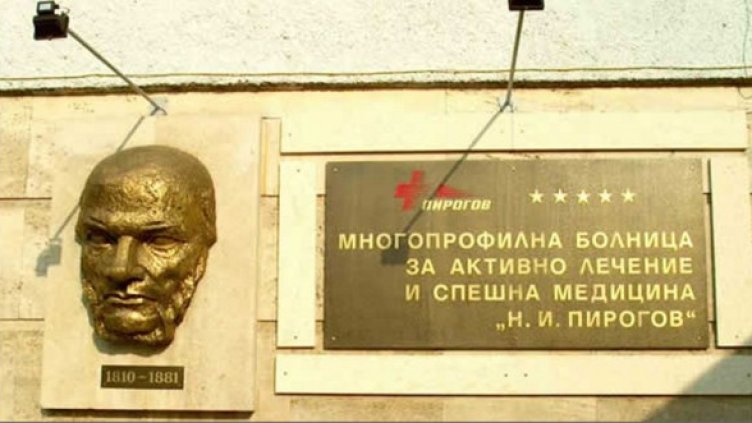 1810-1881
ПИРОГОВ
МНОГОПРОФИЛНА БОЛНИЦА
ЗА АКТИВНО ЛЕЧЕНИЕ
И СПЕШНА МЕДИЦИНА
„Н. И. ПИРОГОВ“